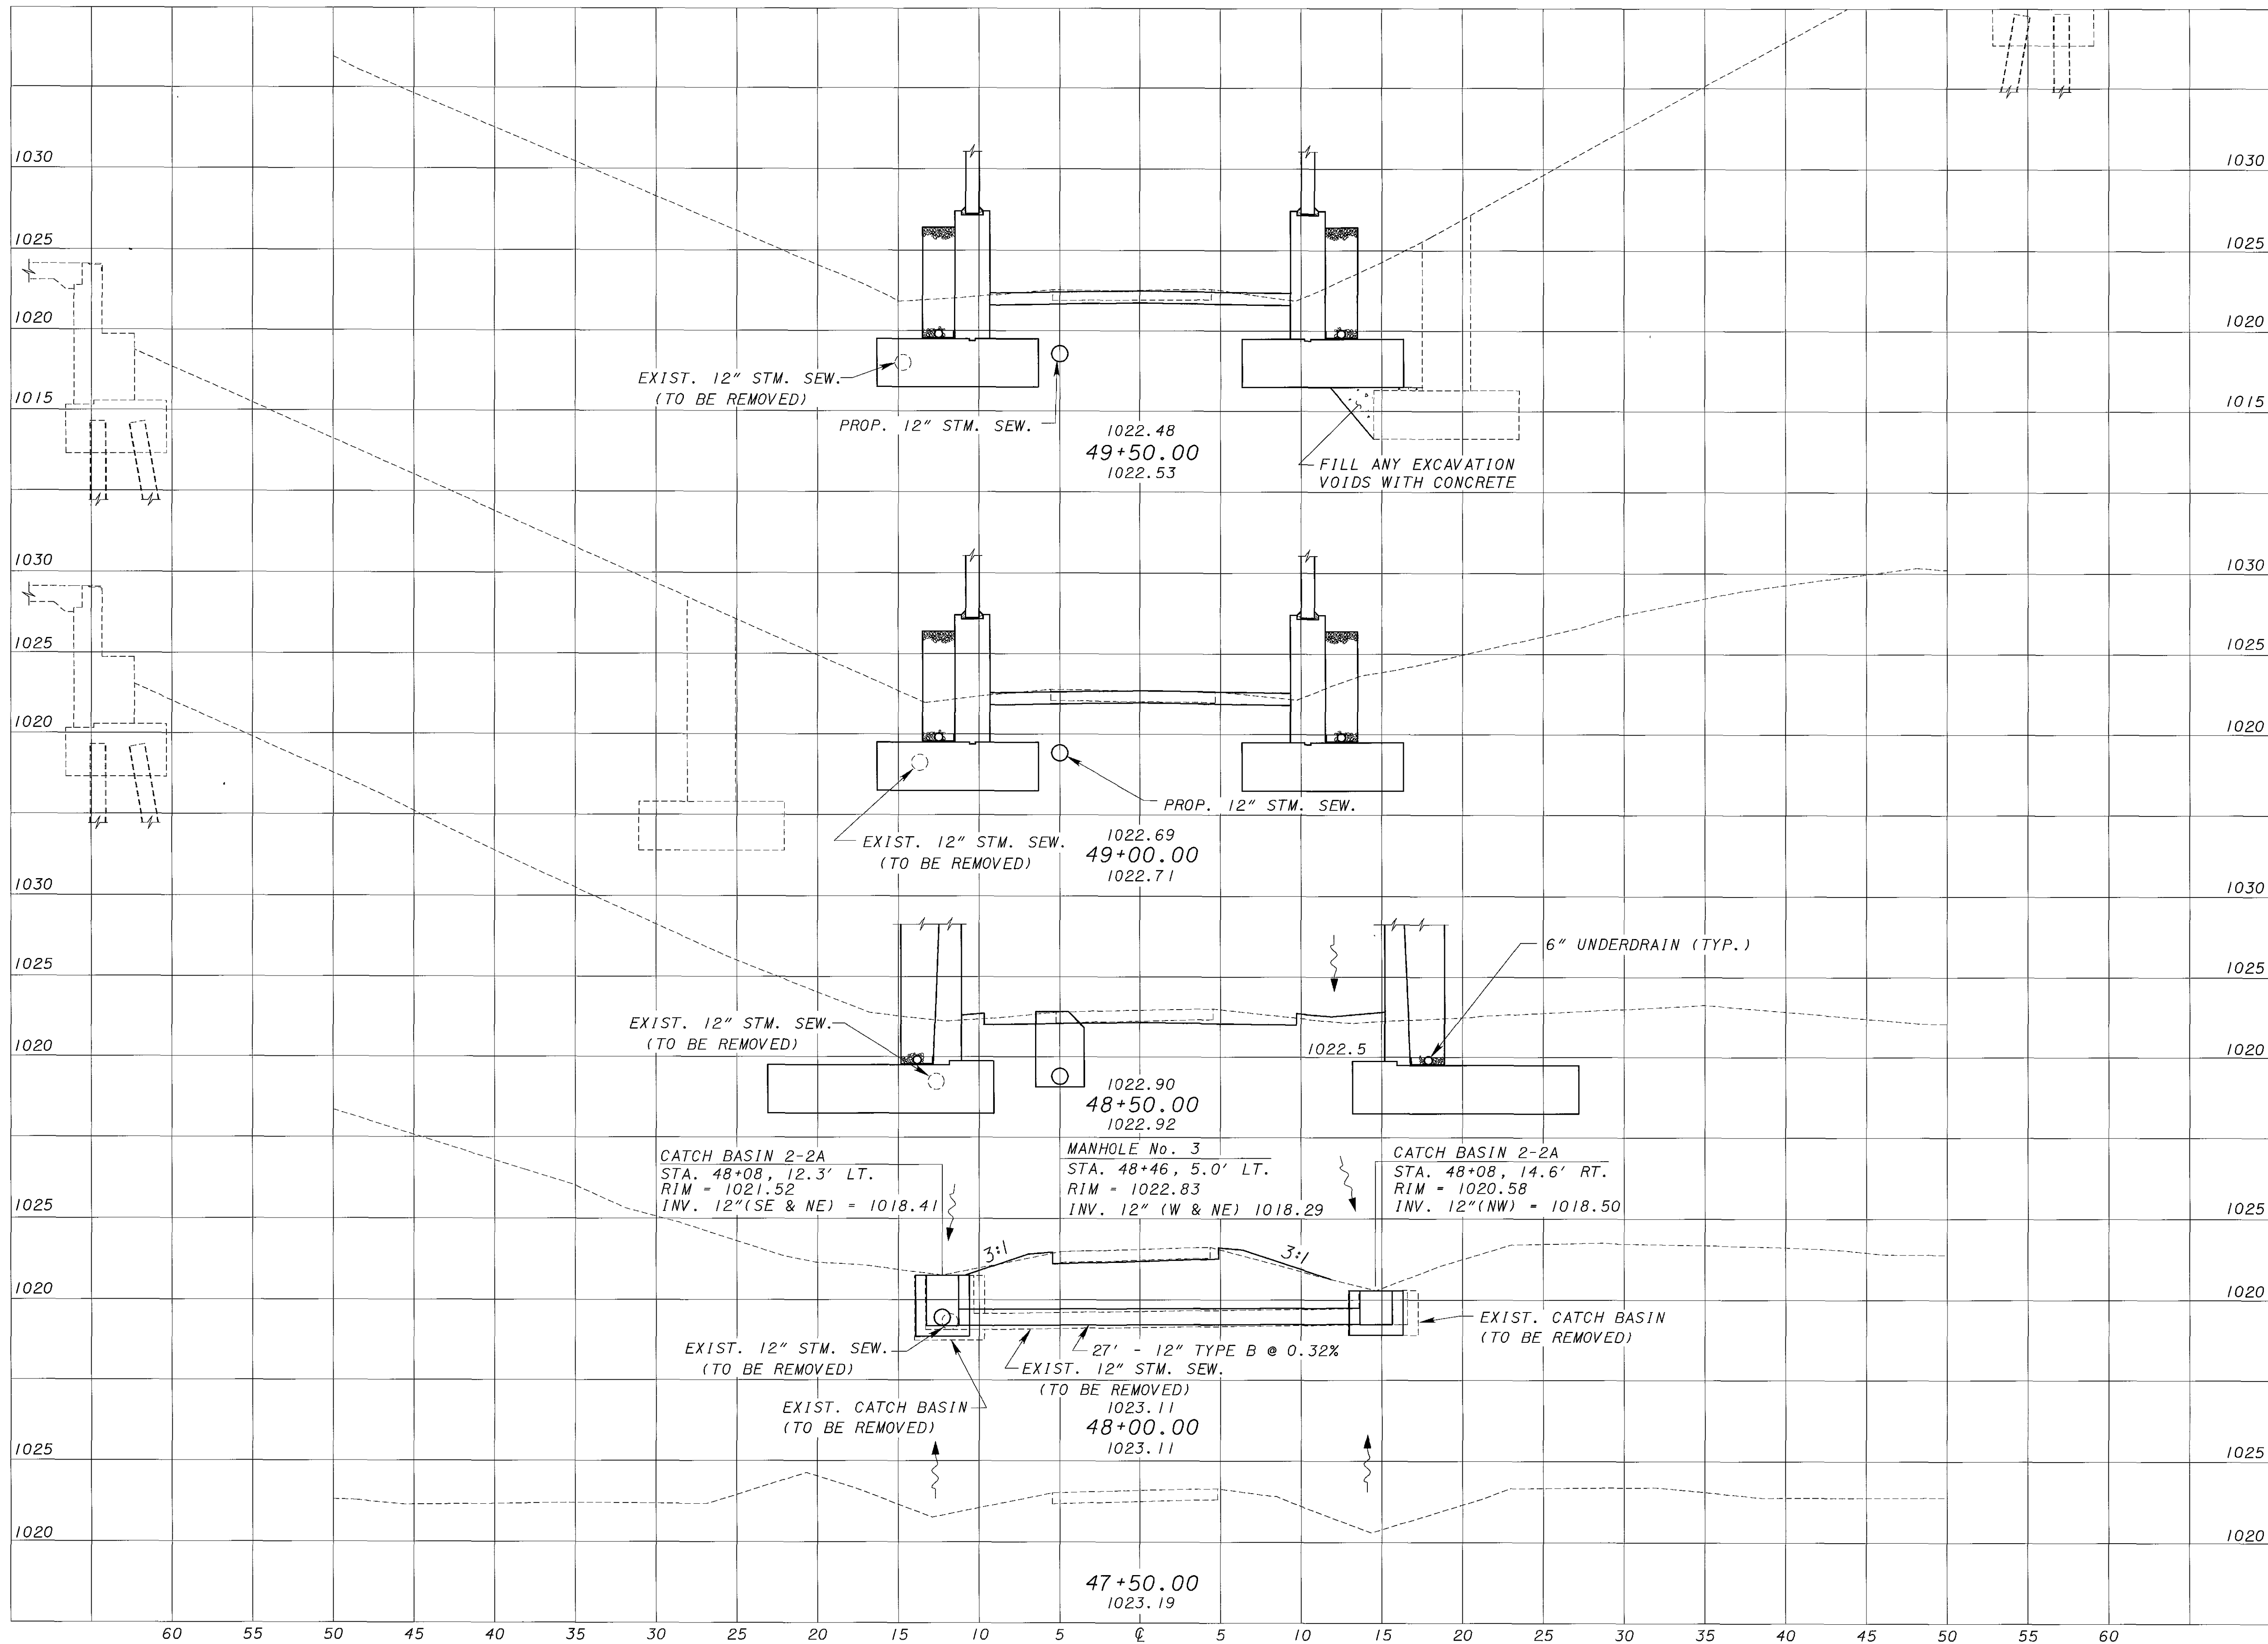 1030 1030
1025 1025
1020 1020
EXIST. 12" STM. SEW.
(TO BE REMOVED)
1015 1015
PROP. 12" STM. SEW.
1022.48
49+50.00
1022.53
FILL ANY EXCAVATION
VOIDS WITH CONCRETE
1030 1030
1025 1025
1020 1020
PROP. 12" STM. SEW.
EXIST. 12" STM. SEW.
(TO BE REMOVED)
1022.69
49+00.00
1022.71
1030 1030
6" UNDERDRAIN (TYP.)
1025 1025
EXIST. 12" STM. SEW.
(TO BE REMOVED)
1022.5
1020 1020
1022.90
48+50.00
1022.92
CATCH BASIN 2-2A
STA. 48+08, 12.3' LT.
RIM = 1021.52
INV. 12"(SE & NE) = 1018.41
MANHOLE No. 3
STA. 48+46, 5.0' LT.
RIM = 1022.83
INV. 12" (W & NE) 1018.29
CATCH BASIN 2-2A
STA. 48+08, 14.6' RT.
RIM = 1020.58
INV. 12"(NW) = 1018.50
1025 1025
3:1 3:1
1020 1020
EXIST. CATCH BASIN
(TO BE REMOVED)
EXIST. 12" STM. SEW.
(TO BE REMOVED)
27' - 12" TYPE B @ 0.32%
EXIST. 12" STM. SEW.
(TO BE REMOVED)
EXIST. CATCH BASIN
(TO BE REMOVED)
1023.11
48+00.00
1023.11
1025 1025
1020 1020
47+50.00
1023.19
60 55 50 45 40 35 30 25 20 15 10 5 ℄ 5 10 15 20 25 30 35 40 45 50 55 60